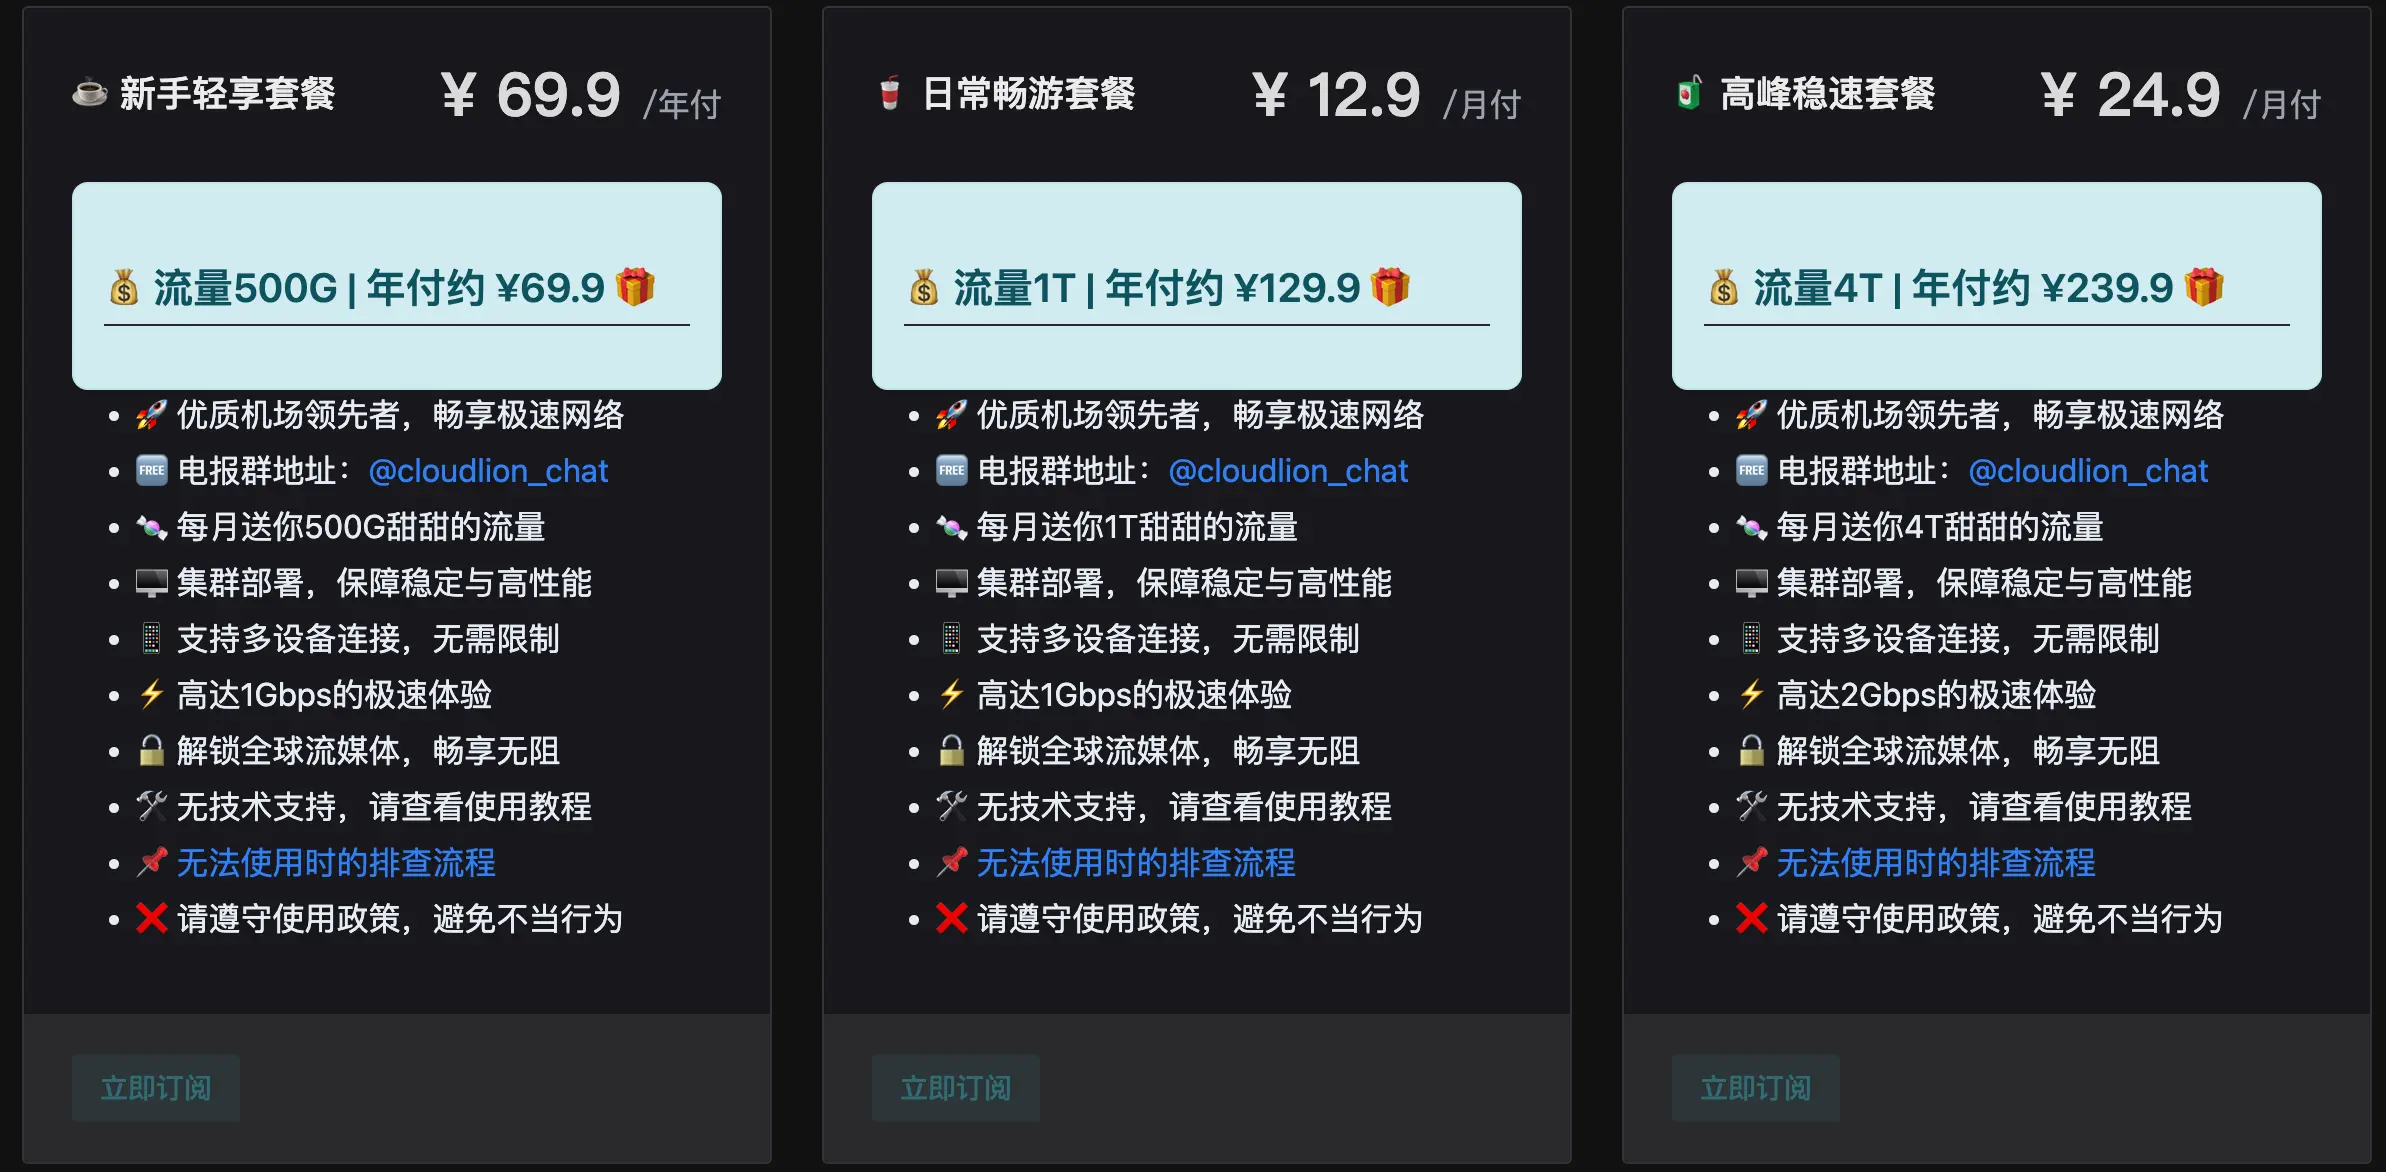 ☕ 新手轻享套餐 ¥ 69.9 /年付
💰 流量500G | 年付约 ¥69.9 🎁
• 🚀 优质机场领先者，畅享极速网络
• 🆓 电报群地址：@cloudlion_chat
• 🍬 每月送你500G甜甜的流量
• 🖥️ 集群部署，保障稳定与高性能
• 📱 支持多设备连接，无需限制
• ⚡ 高达1Gbps的极速体验
• 🔓 解锁全球流媒体，畅享无阻
• 🛠️ 无技术支持，请查看使用教程
• 📌 无法使用时的排查流程
• ❌ 请遵守使用政策，避免不当行为
立即订阅
🥤 日常畅游套餐 ¥ 12.9 /月付
💰 流量1T | 年付约 ¥129.9 🎁
• 🚀 优质机场领先者，畅享极速网络
• 🆓 电报群地址：@cloudlion_chat
• 🍬 每月送你1T甜甜的流量
• 🖥️ 集群部署，保障稳定与高性能
• 📱 支持多设备连接，无需限制
• ⚡ 高达1Gbps的极速体验
• 🔓 解锁全球流媒体，畅享无阻
• 🛠️ 无技术支持，请查看使用教程
• 📌 无法使用时的排查流程
• ❌ 请遵守使用政策，避免不当行为
立即订阅
🧃 高峰稳速套餐 ¥ 24.9 /月付
💰 流量4T | 年付约 ¥239.9 🎁
• 🚀 优质机场领先者，畅享极速网络
• 🆓 电报群地址：@cloudlion_chat
• 🍬 每月送你4T甜甜的流量
• 🖥️ 集群部署，保障稳定与高性能
• 📱 支持多设备连接，无需限制
• ⚡ 高达2Gbps的极速体验
• 🔓 解锁全球流媒体，畅享无阻
• 🛠️ 无技术支持，请查看使用教程
• 📌 无法使用时的排查流程
• ❌ 请遵守使用政策，避免不当行为
立即订阅